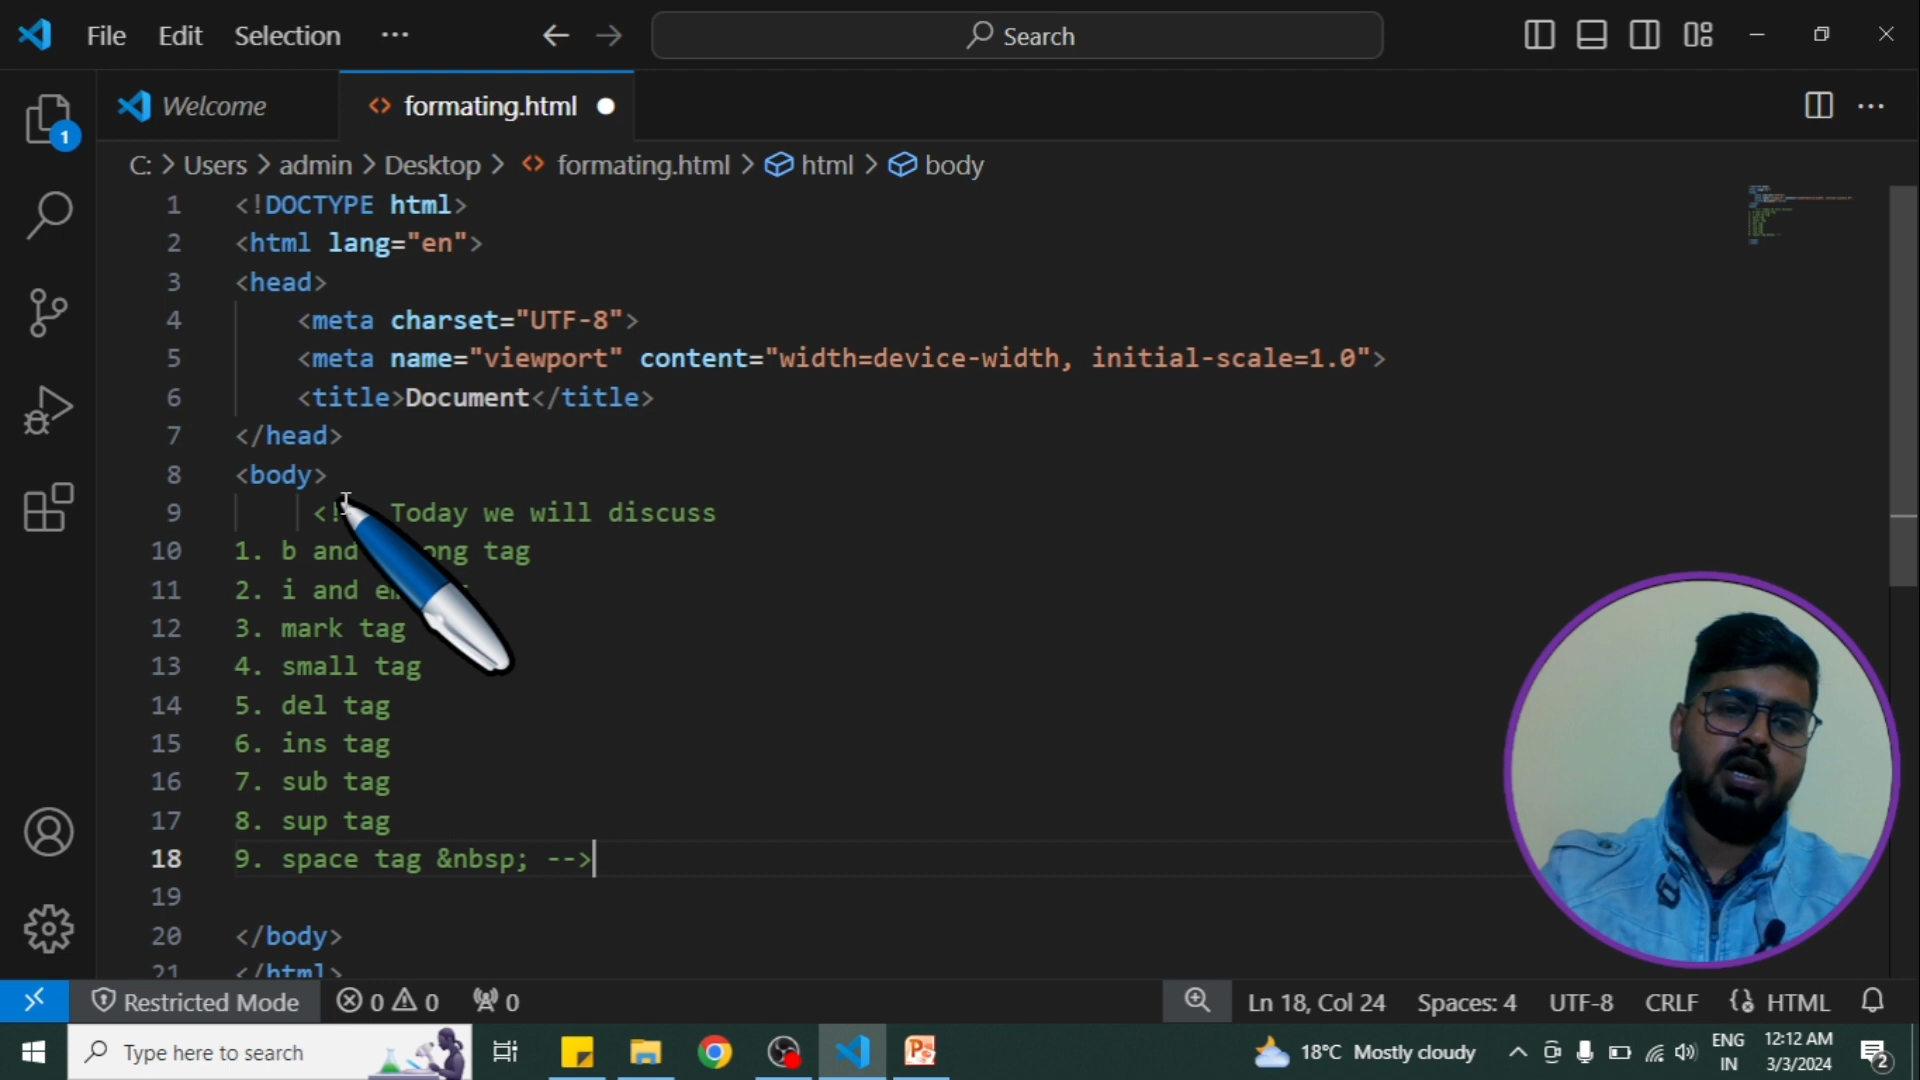 File Edit Selection ... Search
Welcome formating.html
C: > Users > admin > Desktop > formating.html > html > body
1 <!DOCTYPE html>
2 <html lang="en">
3 <head>
4 <meta charset="UTF-8">
5 <meta name="viewport" content="width=device-width, initial-scale=1.0">
6 <title>Document</title>
7 </head>
8 <body>
9 <! Today we will discuss
10 1. b and ong tag
11 2. i and
12 3. mark tag
13 4. small tag
14 5. del tag
15 6. ins tag
16 7. sub tag
17 8. sup tag
18 9. space tag &nbsp; -->
19
20 </body>
21 </html>
1
Restricted Mode 0 0 0 Ln 18, Col 24 Spaces: 4 UTF-8 CRLF HTML
Type here to search 18°C Mostly cloudy ENG 12:12 AM
IN 3/3/2024 2